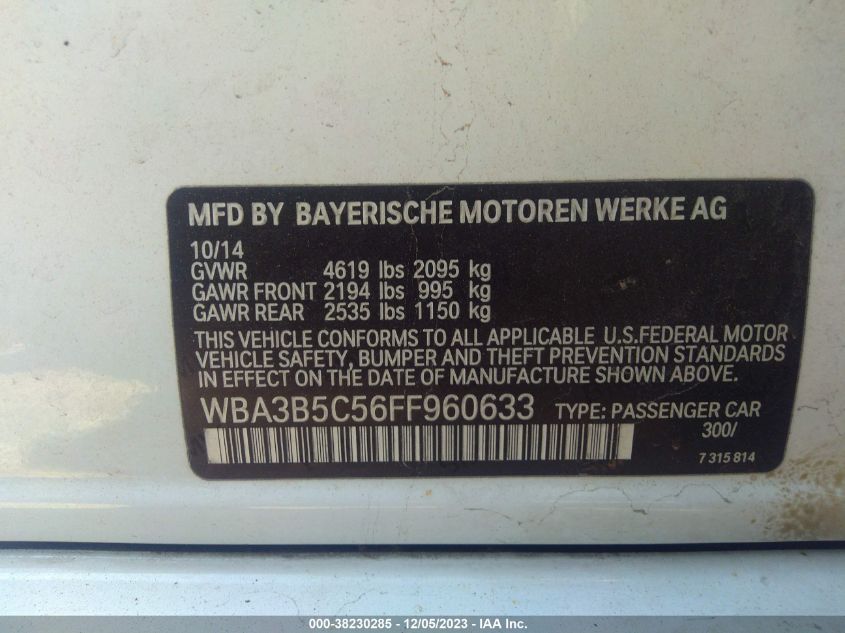 MFD BY BAYERISCHE MOTOREN WERKE AG
10/14
GVWR 4619 lbs 2095 kg
GAWR FRONT 2194 lbs 995 kg
GAWR REAR 2535 lbs 1150 kg
THIS VEHICLE CONFORMS TO ALL APPLICABLE U.S.FEDERAL MOTOR
VEHICLE SAFETY, BUMPER AND THEFT PREVENTION STANDARDS
IN EFFECT ON THE DATE OF MANUFACTURE SHOWN ABOVE.
WBA3B5C56FF960633 TYPE: PASSENGER CAR
300/
7 315 814
000-38230285 - 12/05/2023 - IAA Inc.